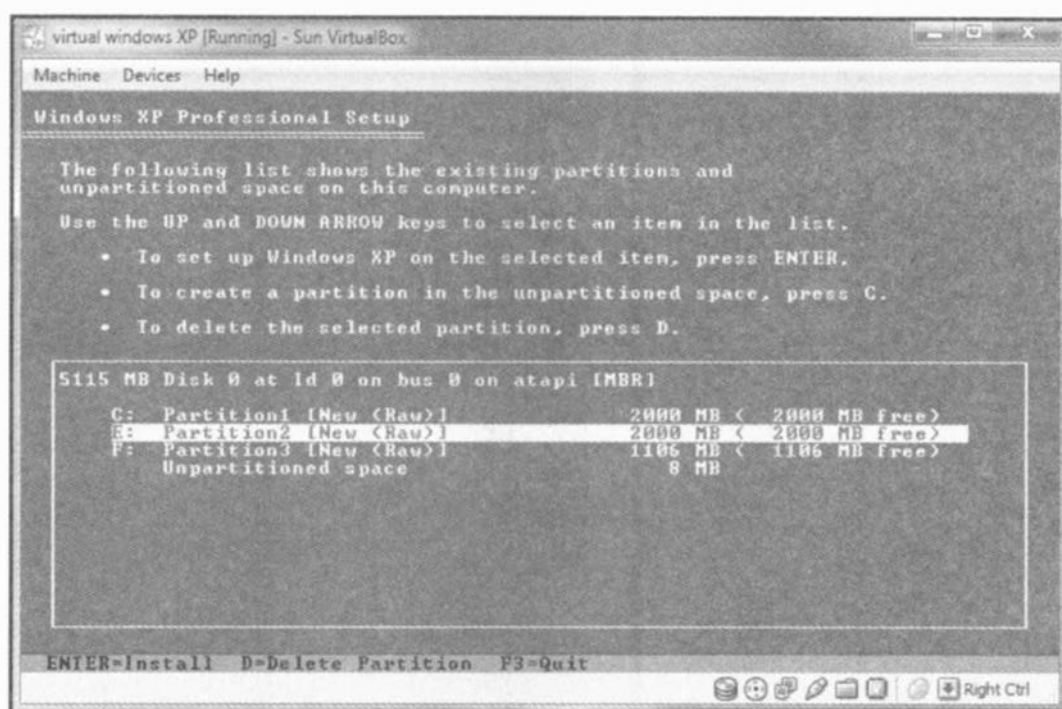 virtual windows XP [Running] - Sun VirtualBox
Machine Devices Help
Windows XP Professional Setup
The following list shows the existing partitions and
unpartitioned space on this computer.
Use the UP and DOWN ARROW keys to select an item in the list.
• To set up Windows XP on the selected item, press ENTER.
• To create a partition in the unpartitioned space, press C.
• To delete the selected partition, press D.
5115 MB Disk 0 at Id 0 on bus 0 on atapi [MBR]
C: Partition1 [New (Raw)] 2000 MB ( 2000 MB free)
E: Partition2 [New (Raw)] 2000 MB ( 2000 MB free)
F: Partition3 [New (Raw)] 1106 MB ( 1106 MB free)
Unpartitioned space 8 MB
ENTER=Install D=Delete Partition F3=Quit
Right Ctrl